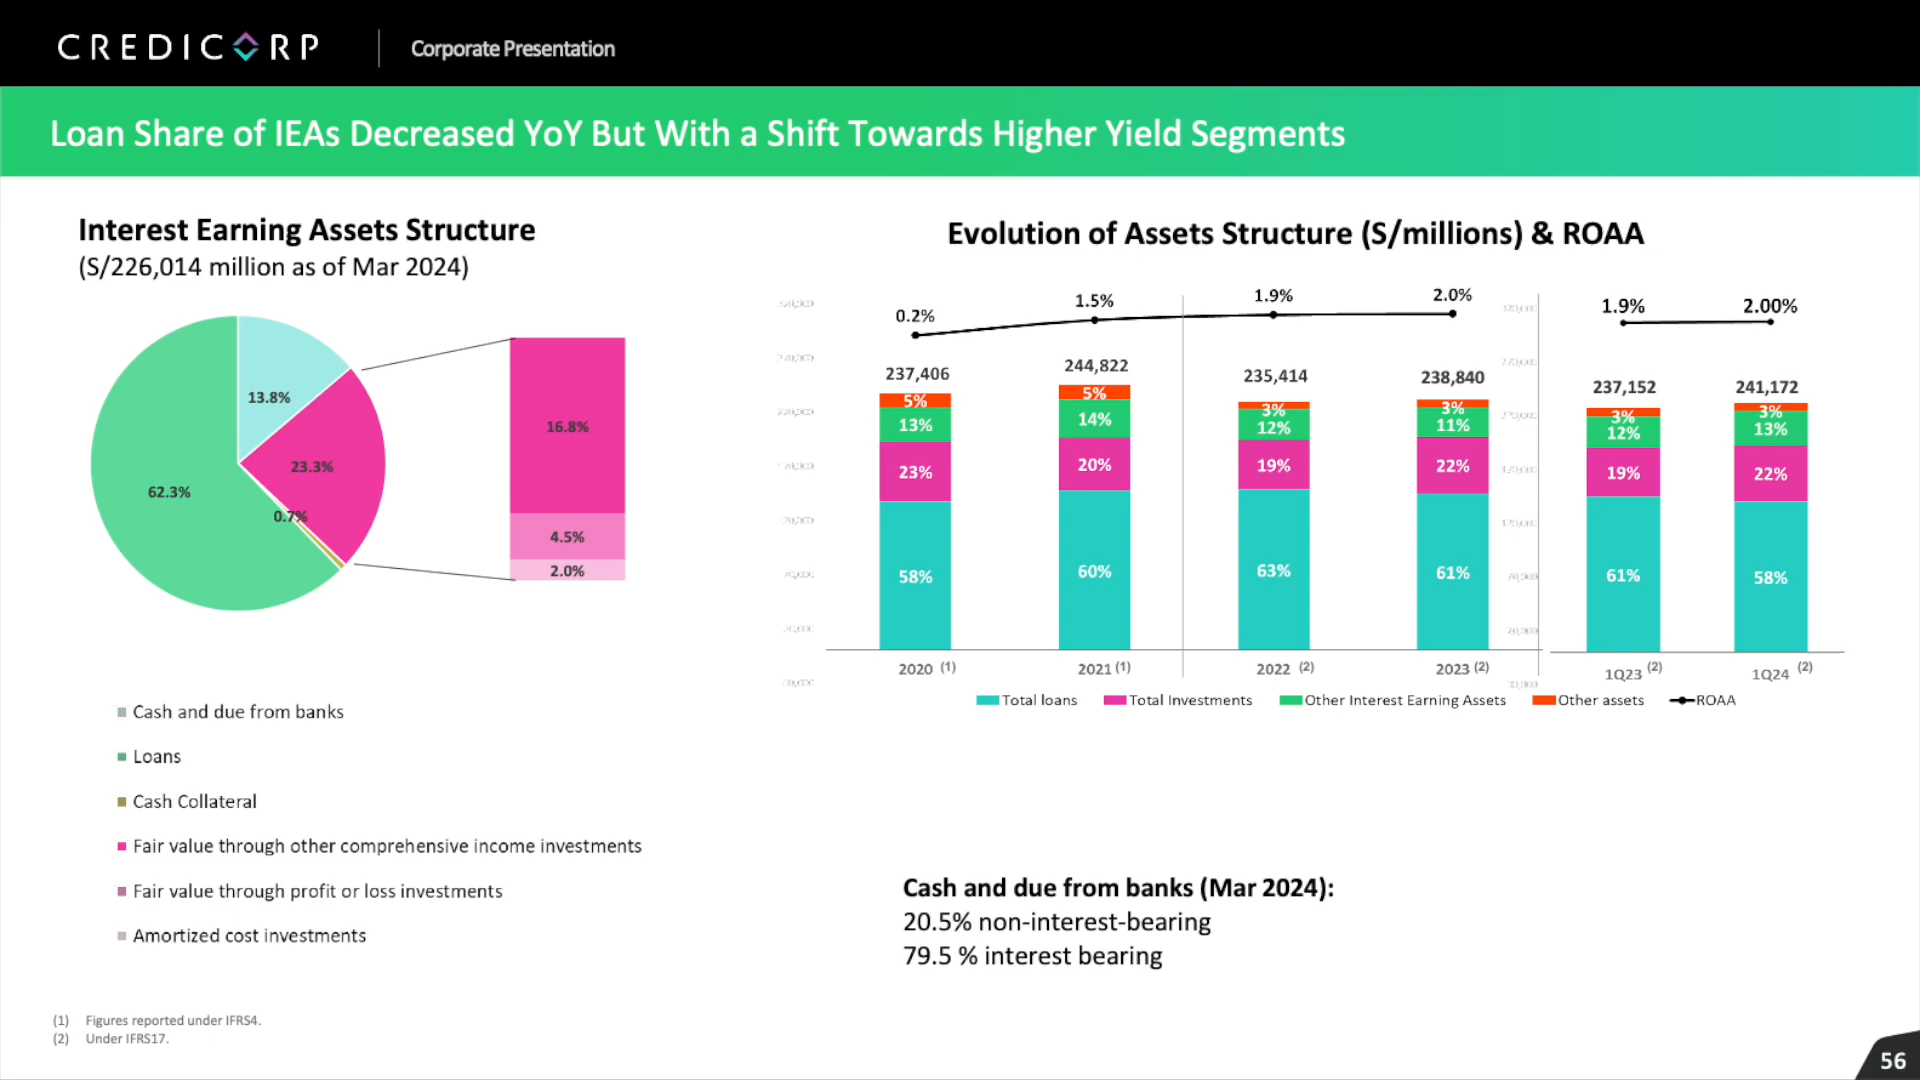 CREDICORP
Corporate Presentation
Loan Share of IEAs Decreased YoY But With a Shift Towards Higher Yield Segments
Interest Earning Assets Structure
(S/226,014 million as of Mar 2024)
13.8%
23.3%
62.3%
0.7%
16.8%
4.5%
2.0%
Cash and due from banks
Loans
Cash Collateral
Fair value through other comprehensive income investments
Fair value through profit or loss investments
Amortized cost investments
Evolution of Assets Structure (S/millions) & ROAA
0.2%
1.5%
1.9%
2.0%
1.9%
2.00%
237,406
244,822
235,414
238,840
237,152
241,172
5%
5%
3%
3%
3%
3%
13%
14%
12%
11%
12%
13%
23%
20%
19%
22%
19%
22%
58%
60%
63%
61%
61%
58%
2020 (1)
2021 (1)
2022 (2)
2023 (2)
1Q23 (2)
1Q24 (2)
Total loans
Total Investments
Other Interest Earning Assets
Other assets
ROAA
Cash and due from banks (Mar 2024):
20.5% non-interest-bearing
79.5 % interest bearing
(1) Figures reported under IFRS4.
(2) Under IFRS17.
56